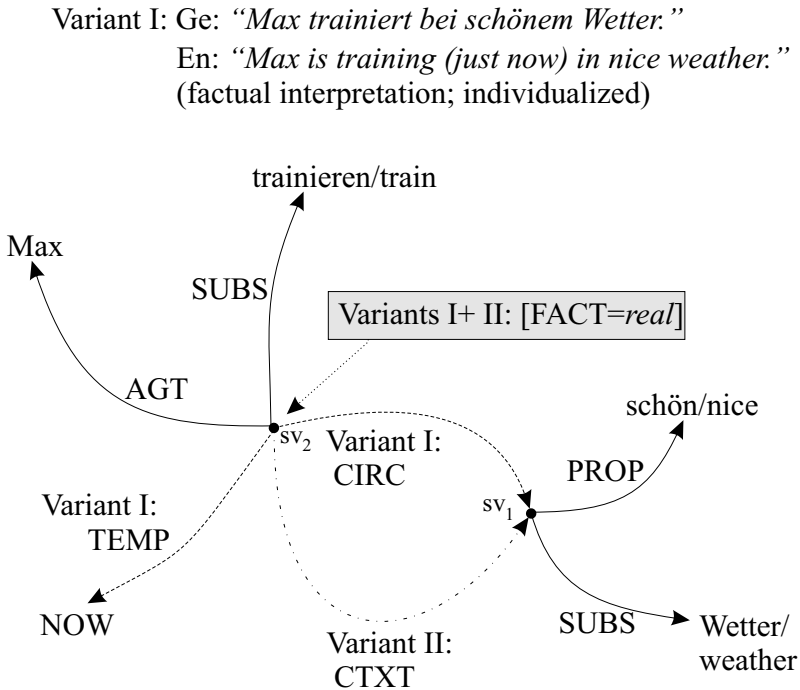 Variant I: Ge: “Max trainiert bei schönem Wetter.”
En: “Max is training (just now) in nice weather.”
(factual interpretation; individualized)
trainieren/train
Max
SUBS
Variants I+ II: [FACT=real]
AGT
schön/nice
sv2
Variant I:
CIRC
PROP
sv1
Variant I:
TEMP
NOW
SUBS
Wetter/
weather
Variant II:
CTXT